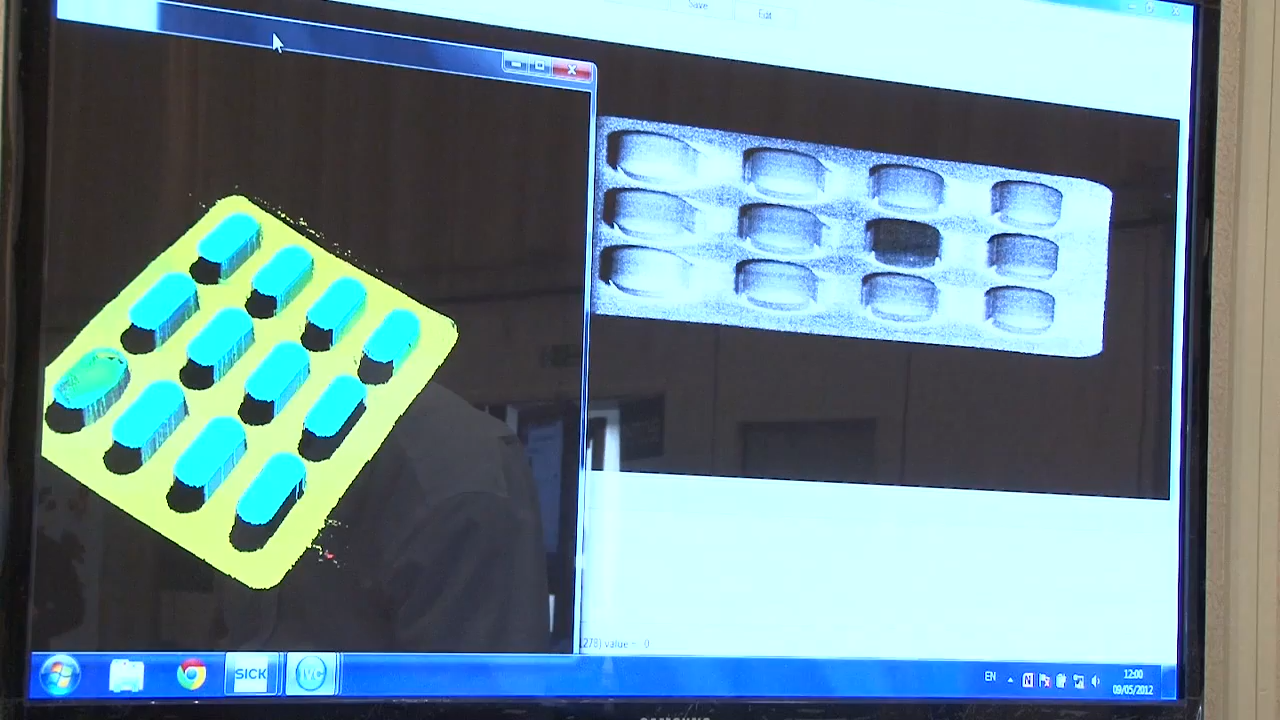 Save
Edit
(278) value = 0
SICK
IVC
EN
12:00
09/05/2012
SAMSUNG